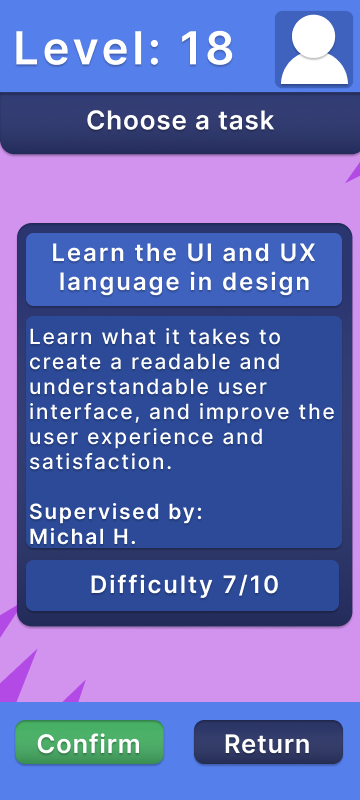 Level: 18
Choose a task
Learn the UI and UX
language in design
Learn what it takes to
create a readable and
understandable user
interface, and improve the
user experience and
satisfaction.
Supervised by:
Michal H.
Difficulty 7/10
Confirm
Return